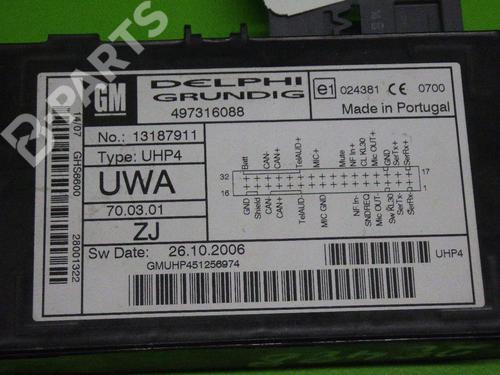 B-PARTS
GM
DELPHI
GRUNDIG
497316088
e1 024381 CE 0700
Made in Portugal
14/07 GHS6000 28001322
No.: 13187911
Type: UHP4
UWA
70.03.01
ZJ
Sw Date: 26.10.2006
GMUHP451256974
Batt CAN- CAN+ TelAUD+ MIC+ Mute NF In+ CL KL30 Mic OUT+ GND SerTx+ SerRx+
32 17
16 1
GND Shield CAN- CAN+ TelAUD- MIC GND NF In- SNDREQ Mic OUT- Sw KL30 SerTx- SerRx-
UHP4